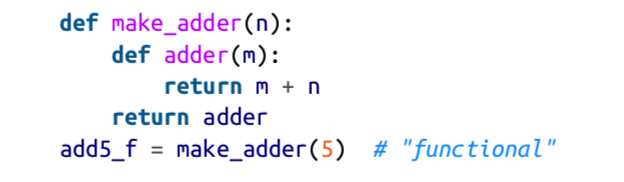 def make_adder(n):
    def adder(m):
        return m + n
    return adder
add5_f = make_adder(5)  # "functional"